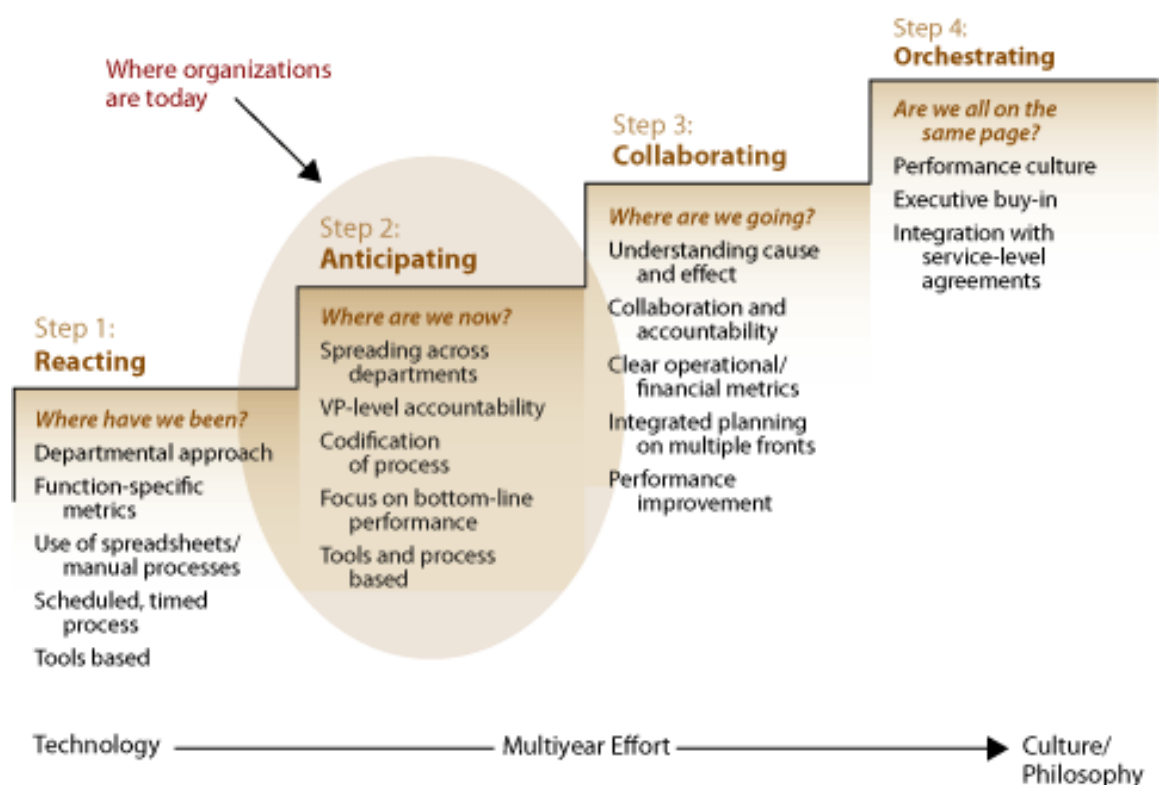 Where organizations
are today
Step 1:
Reacting
Where have we been?
Departmental approach
Function-specific
metrics
Use of spreadsheets/
manual processes
Scheduled, timed
process
Tools based
Step 2:
Anticipating
Where are we now?
Spreading across
departments
VP-level accountability
Codification
of process
Focus on bottom-line
performance
Tools and process
based
Step 3:
Collaborating
Where are we going?
Understanding cause
and effect
Collaboration and
accountability
Clear operational/
financial metrics
Integrated planning
on multiple fronts
Performance
improvement
Step 4:
Orchestrating
Are we all on the
same page?
Performance culture
Executive buy-in
Integration with
service-level
agreements
Technology
Multiyear Effort
Culture/
Philosophy